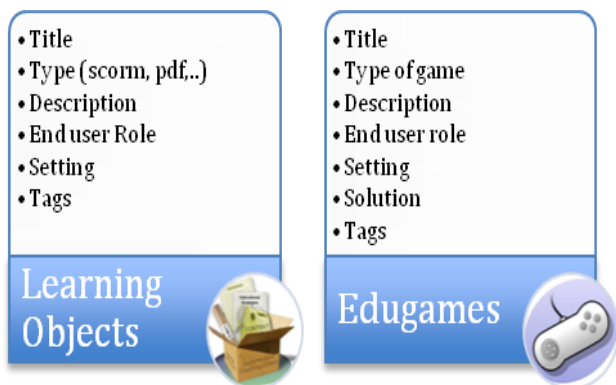 • Title
• Type (scorm, pdf,..)
• Description
• End user Role
• Setting
• Tags
Learning
Objects
• Title
• Type of game
• Description
• End user role
• Setting
• Solution
• Tags
Edugames